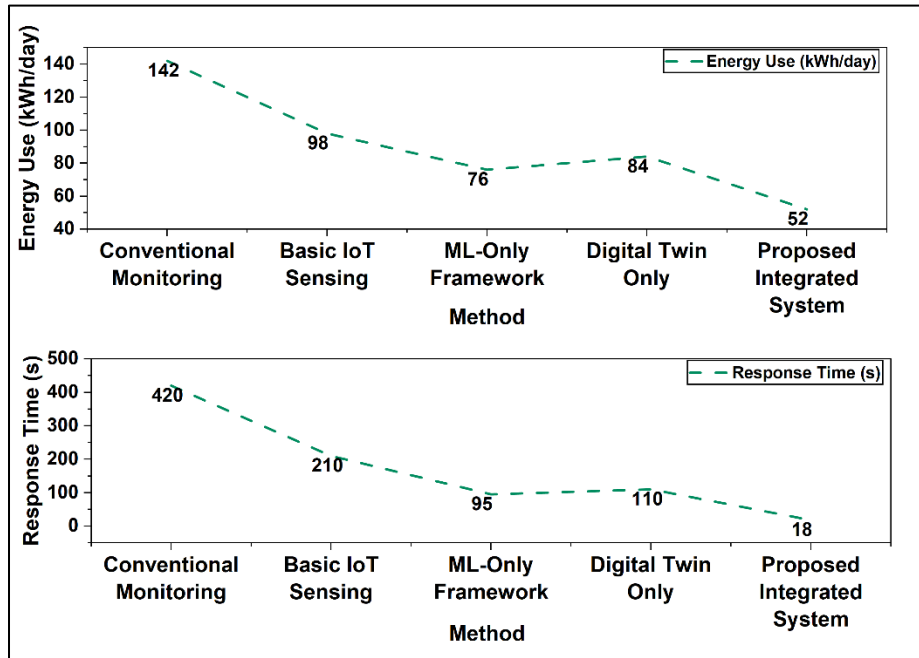 Energy Use (kWh/day)
140
120
100
80
60
40
Energy Use (kWh/day)
142
98
76
84
52
Conventional
Monitoring
Basic IoT
Sensing
ML-Only
Framework
Digital Twin
Only
Proposed
Integrated
System
Method
Response Time (s)
500
400
300
200
100
0
Response Time (s)
420
210
95
110
18
Conventional
Monitoring
Basic IoT
Sensing
ML-Only
Framework
Digital Twin
Only
Proposed
Integrated
System
Method